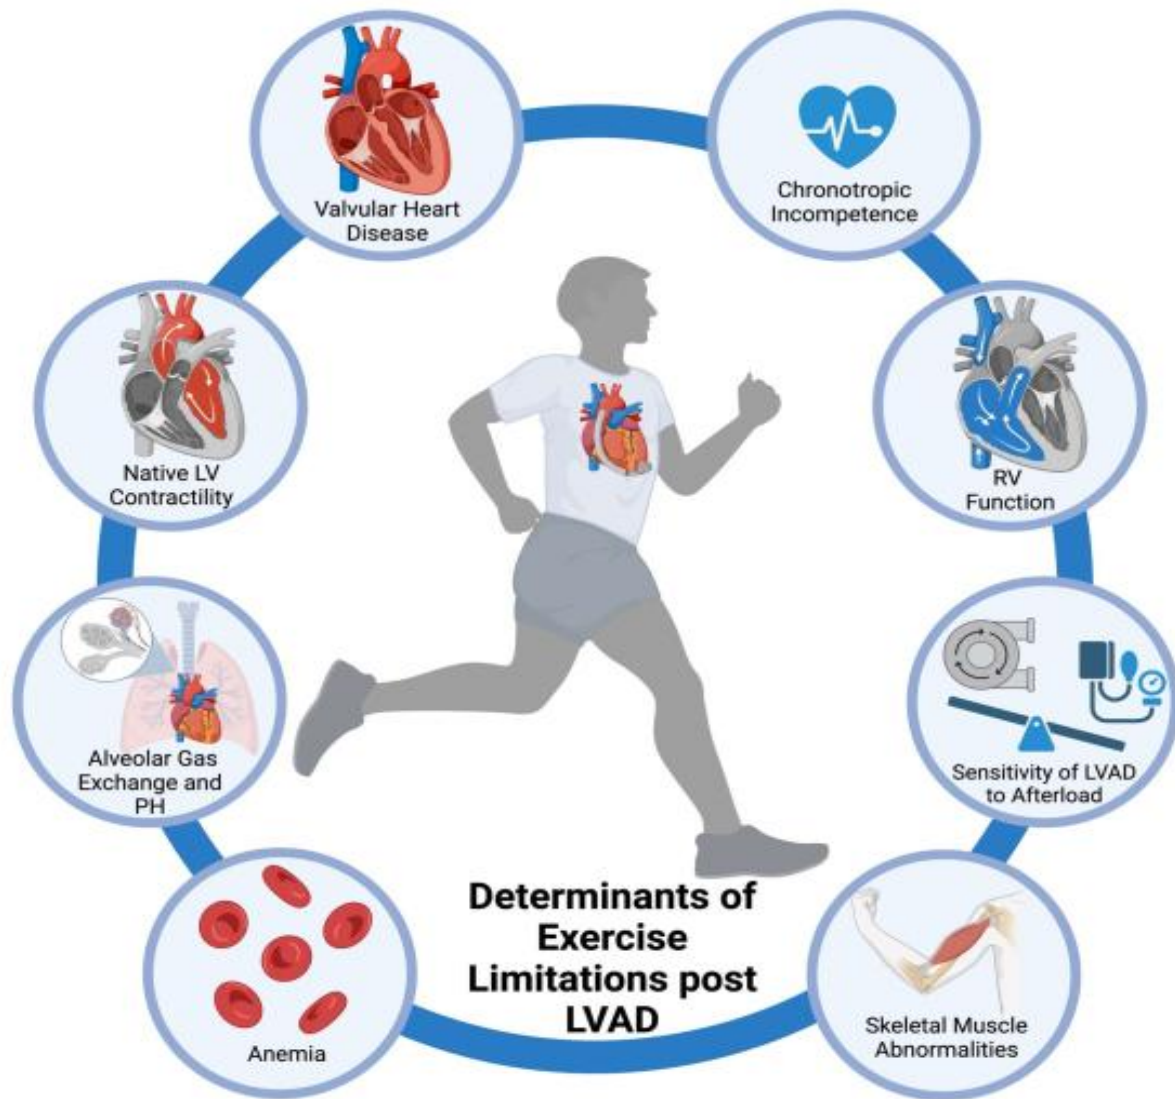 Valvular Heart
Disease
Chronotropic
Incompetence
Native LV
Contractility
RV
Function
Alveolar Gas
Exchange and
PH
Sensitivity of LVAD
to Afterload
Anemia
Skeletal Muscle
Abnormalities
Determinants of
Exercise
Limitations post
LVAD